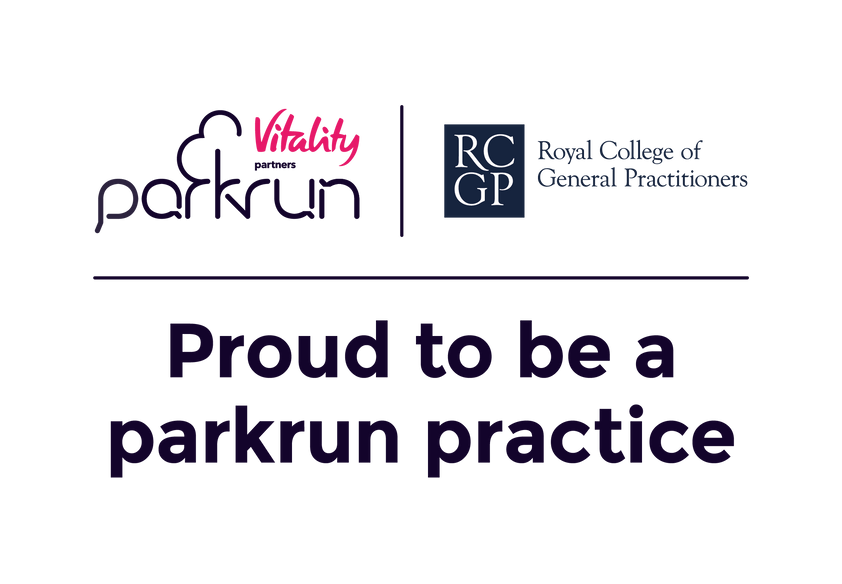 Vitality
partners
parkrun
RC
GP
Royal College of
General Practitioners
Proud to be a
parkrun practice